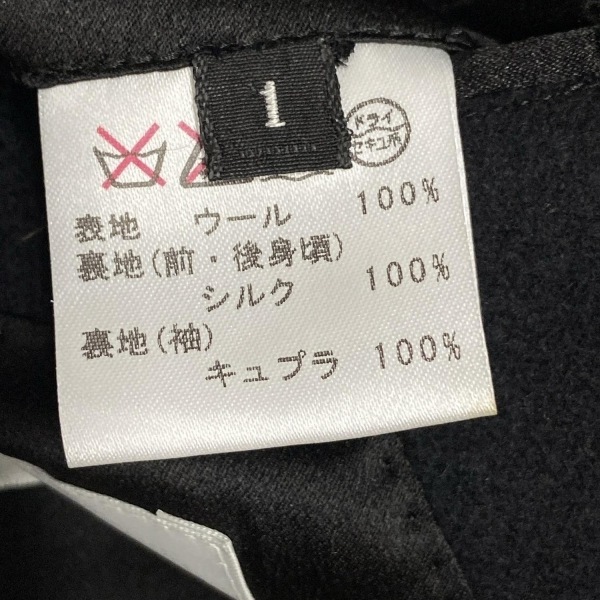 1
ドライ
セキユ系
表地 ウール 100%
裏地(前・後身頃)
シルク 100%
裏地(袖)
キュプラ 100%